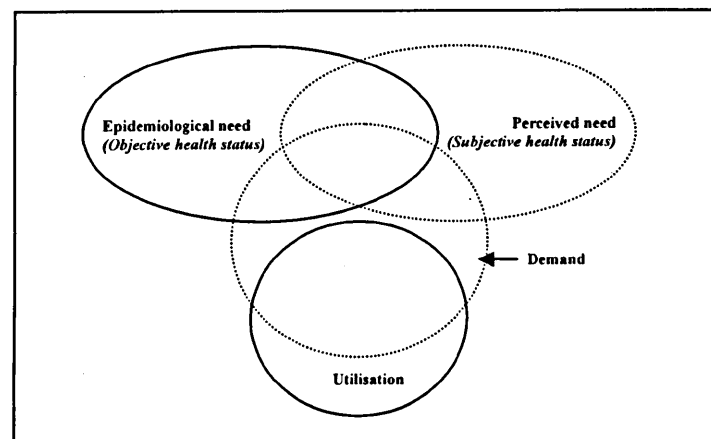 Epidemiological need
(Objective health status)
Perceived need
(Subjective health status)
Demand
Utilisation